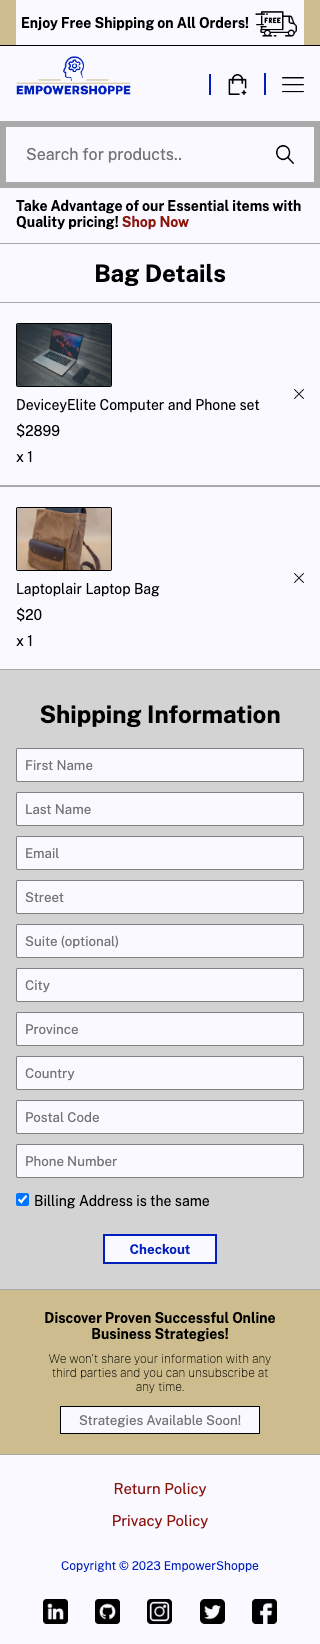 Enjoy Free Shipping on All Orders!
FREE
EMPOWERSHOPPE
Search for products..
Take Advantage of our Essential items with
Quality pricing! Shop Now
Bag Details
DeviceyElite Computer and Phone set
$2899
x 1
Laptoplair Laptop Bag
$20
x 1
Shipping Information
First Name
Last Name
Email
Street
Suite (optional)
City
Province
Country
Postal Code
Phone Number
Billing Address is the same
Checkout
Discover Proven Successful Online
Business Strategies!
We won't share your information with any
third parties and you can unsubscribe at
any time.
Strategies Available Soon!
Return Policy
Privacy Policy
Copyright © 2023 EmpowerShoppe